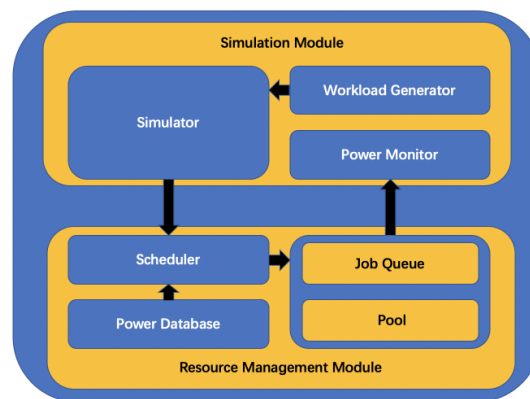 Simulation Module
Simulator
Workload Generator
Power Monitor
Scheduler
Power Database
Job Queue
Pool
Resource Management Module